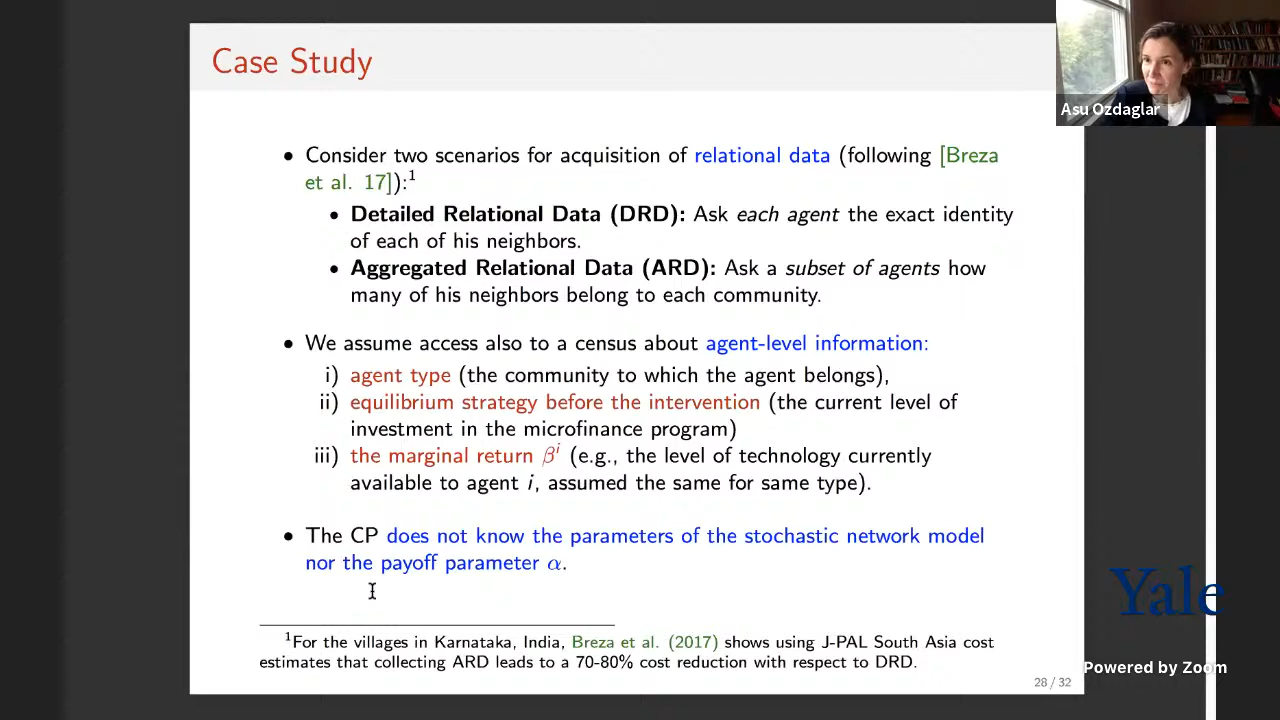 Case Study
Asu Ozdaglar
• Consider two scenarios for acquisition of relational data (following [Breza
et al. 17]):¹
• Detailed Relational Data (DRD): Ask each agent the exact identity
of each of his neighbors.
• Aggregated Relational Data (ARD): Ask a subset of agents how
many of his neighbors belong to each community.
• We assume access also to a census about agent-level information:
i) agent type (the community to which the agent belongs),
ii) equilibrium strategy before the intervention (the current level of
investment in the microfinance program)
iii) the marginal return βⁱ (e.g., the level of technology currently
available to agent i, assumed the same for same type).
• The CP does not know the parameters of the stochastic network model
nor the payoff parameter α.
¹For the villages in Karnataka, India, Breza et al. (2017) shows using J-PAL South Asia cost
estimates that collecting ARD leads to a 70-80% cost reduction with respect to DRD.
28 / 32
Yale
Powered by Zoom